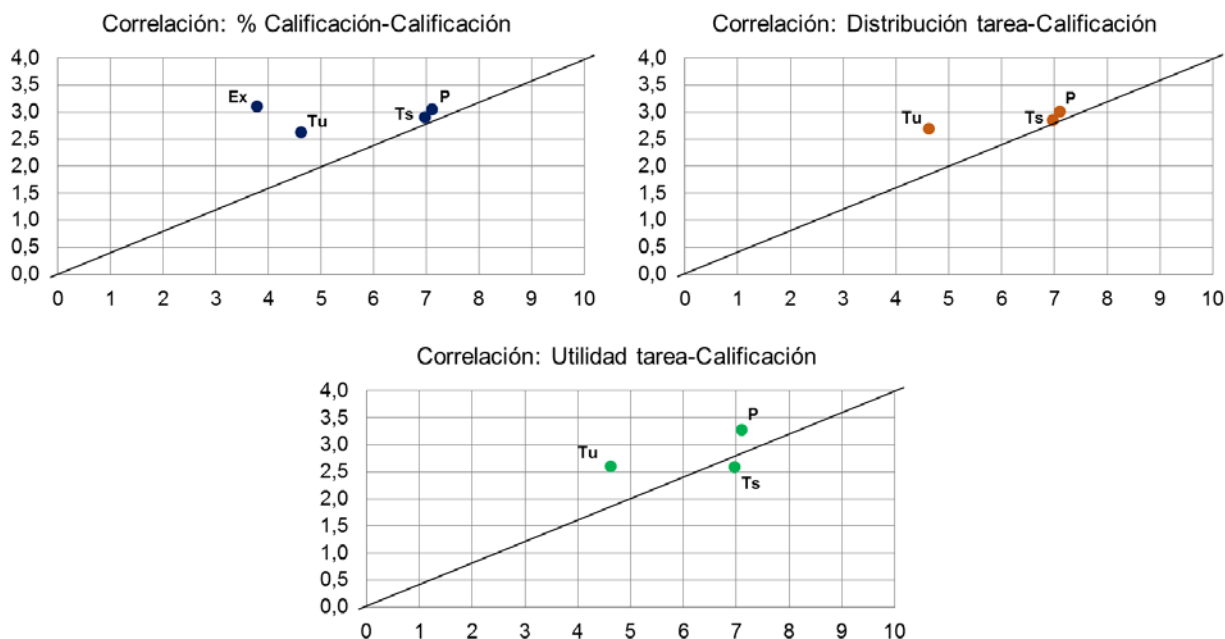 Correlación: % Calificación-Calificación
4,0
3,5
3,0
2,5
2,0
1,5
1,0
0,5
0,0
Ex
Tu
Ts
P
0 1 2 3 4 5 6 7 8 9 10
Correlación: Distribución tarea-Calificación
4,0
3,5
3,0
2,5
2,0
1,5
1,0
0,5
0,0
Tu
Ts
P
0 1 2 3 4 5 6 7 8 9 10
Correlación: Utilidad tarea-Calificación
4,0
3,5
3,0
2,5
2,0
1,5
1,0
0,5
0,0
P
Tu
Ts
0 1 2 3 4 5 6 7 8 9 10